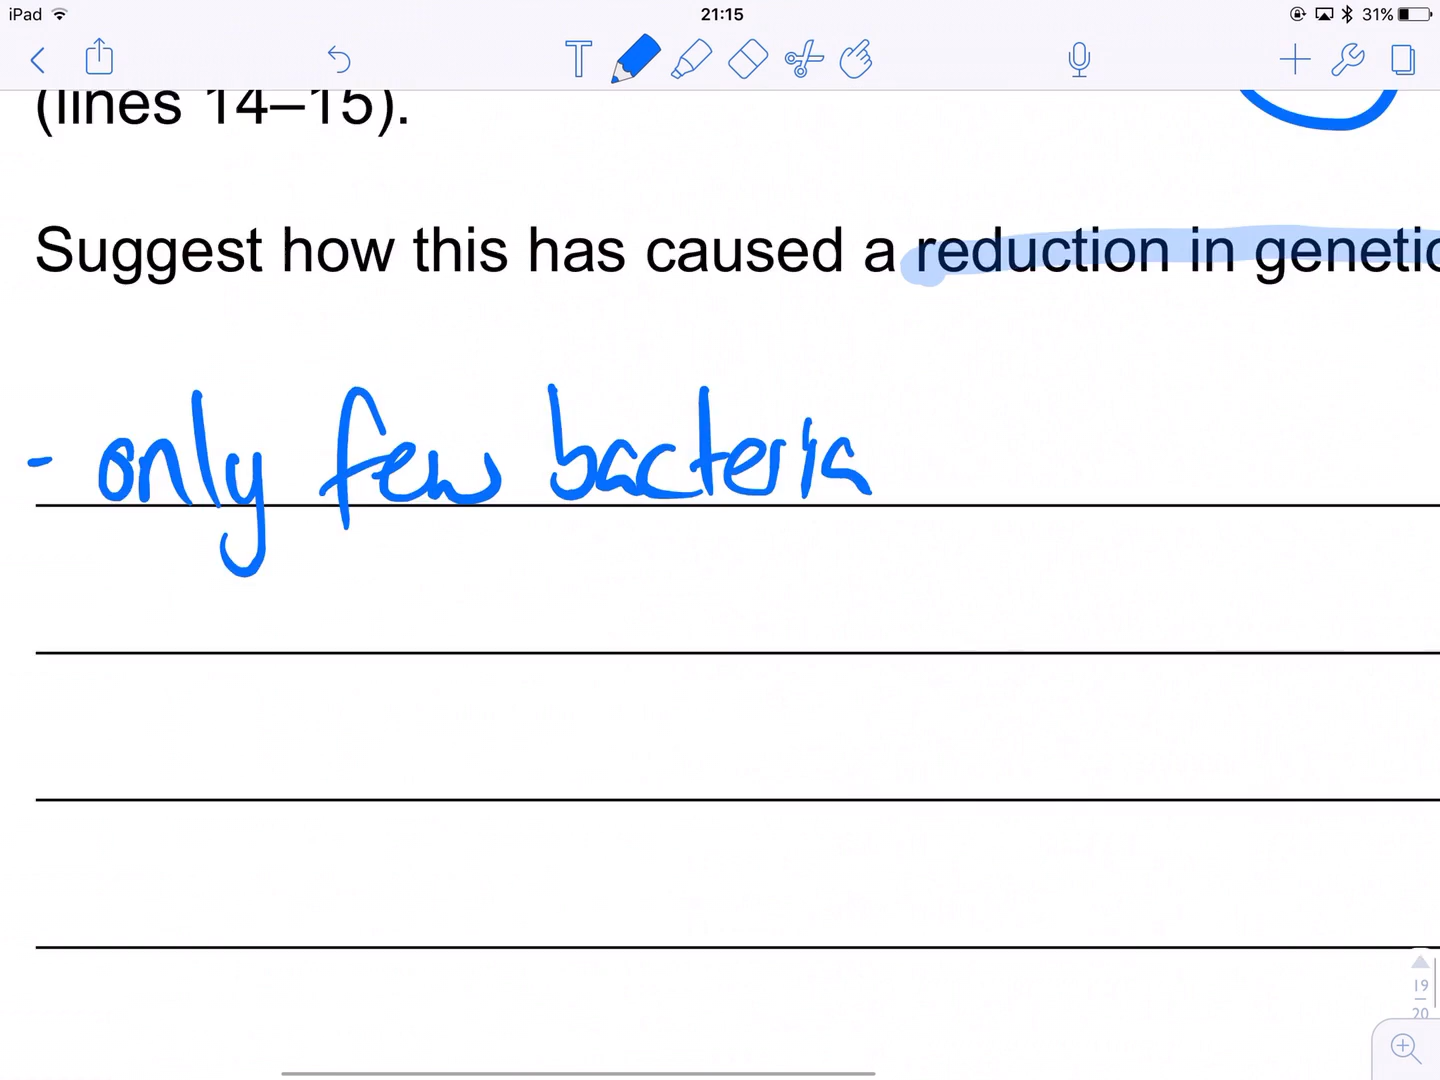 iPad 21:15 31%
(lines 14–15).
Suggest how this has caused a reduction in genetic
- only few bacteria
19
20